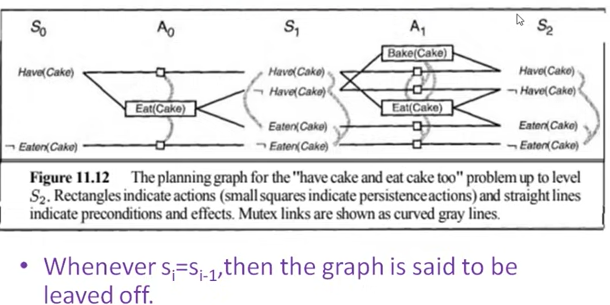 S0 A0 S1 A1 S2
Bake(Cake)
Have(Cake) Have(Cake) Have(Cake)
¬ Have(Cake) ¬ Have(Cake)
Eat(Cake) Eat(Cake)
Eaten(Cake) Eaten(Cake)
¬ Eaten(Cake) ¬ Eaten(Cake) ¬ Eaten(Cake)
Figure 11.12 The planning graph for the "have cake and eat cake too" problem up to level
S2. Rectangles indicate actions (small squares indicate persistence actions) and straight lines
indicate preconditions and effects. Mutex links are shown as curved gray lines.
• Whenever si=si-1,then the graph is said to be
leaved off.